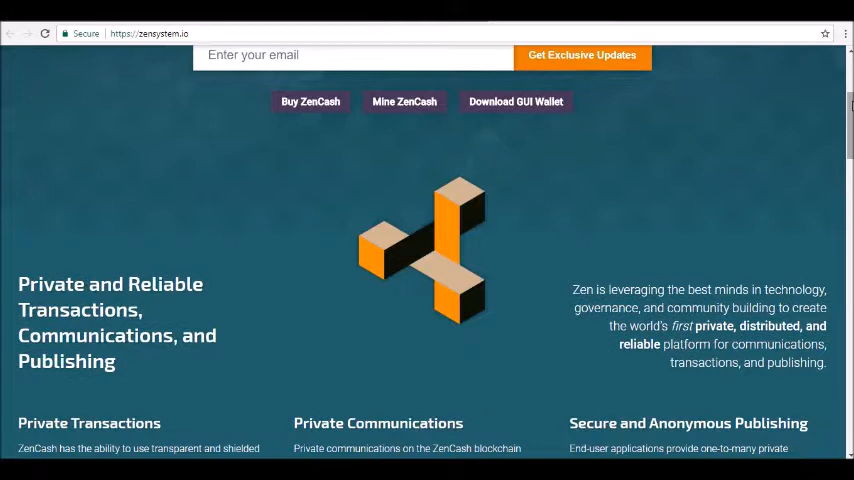 Secure https://zensystem.io
Enter your email Get Exclusive Updates
Buy ZenCash Mine ZenCash Download GUI Wallet
Private and Reliable
Transactions,
Communications, and
Publishing
Zen is leveraging the best minds in technology,
governance, and community building to create
the world's first private, distributed, and
reliable platform for communications,
transactions, and publishing.
Private Transactions
ZenCash has the ability to use transparent and shielded
Private Communications
Private communications on the ZenCash blockchain
Secure and Anonymous Publishing
End-user applications provide one-to-many private